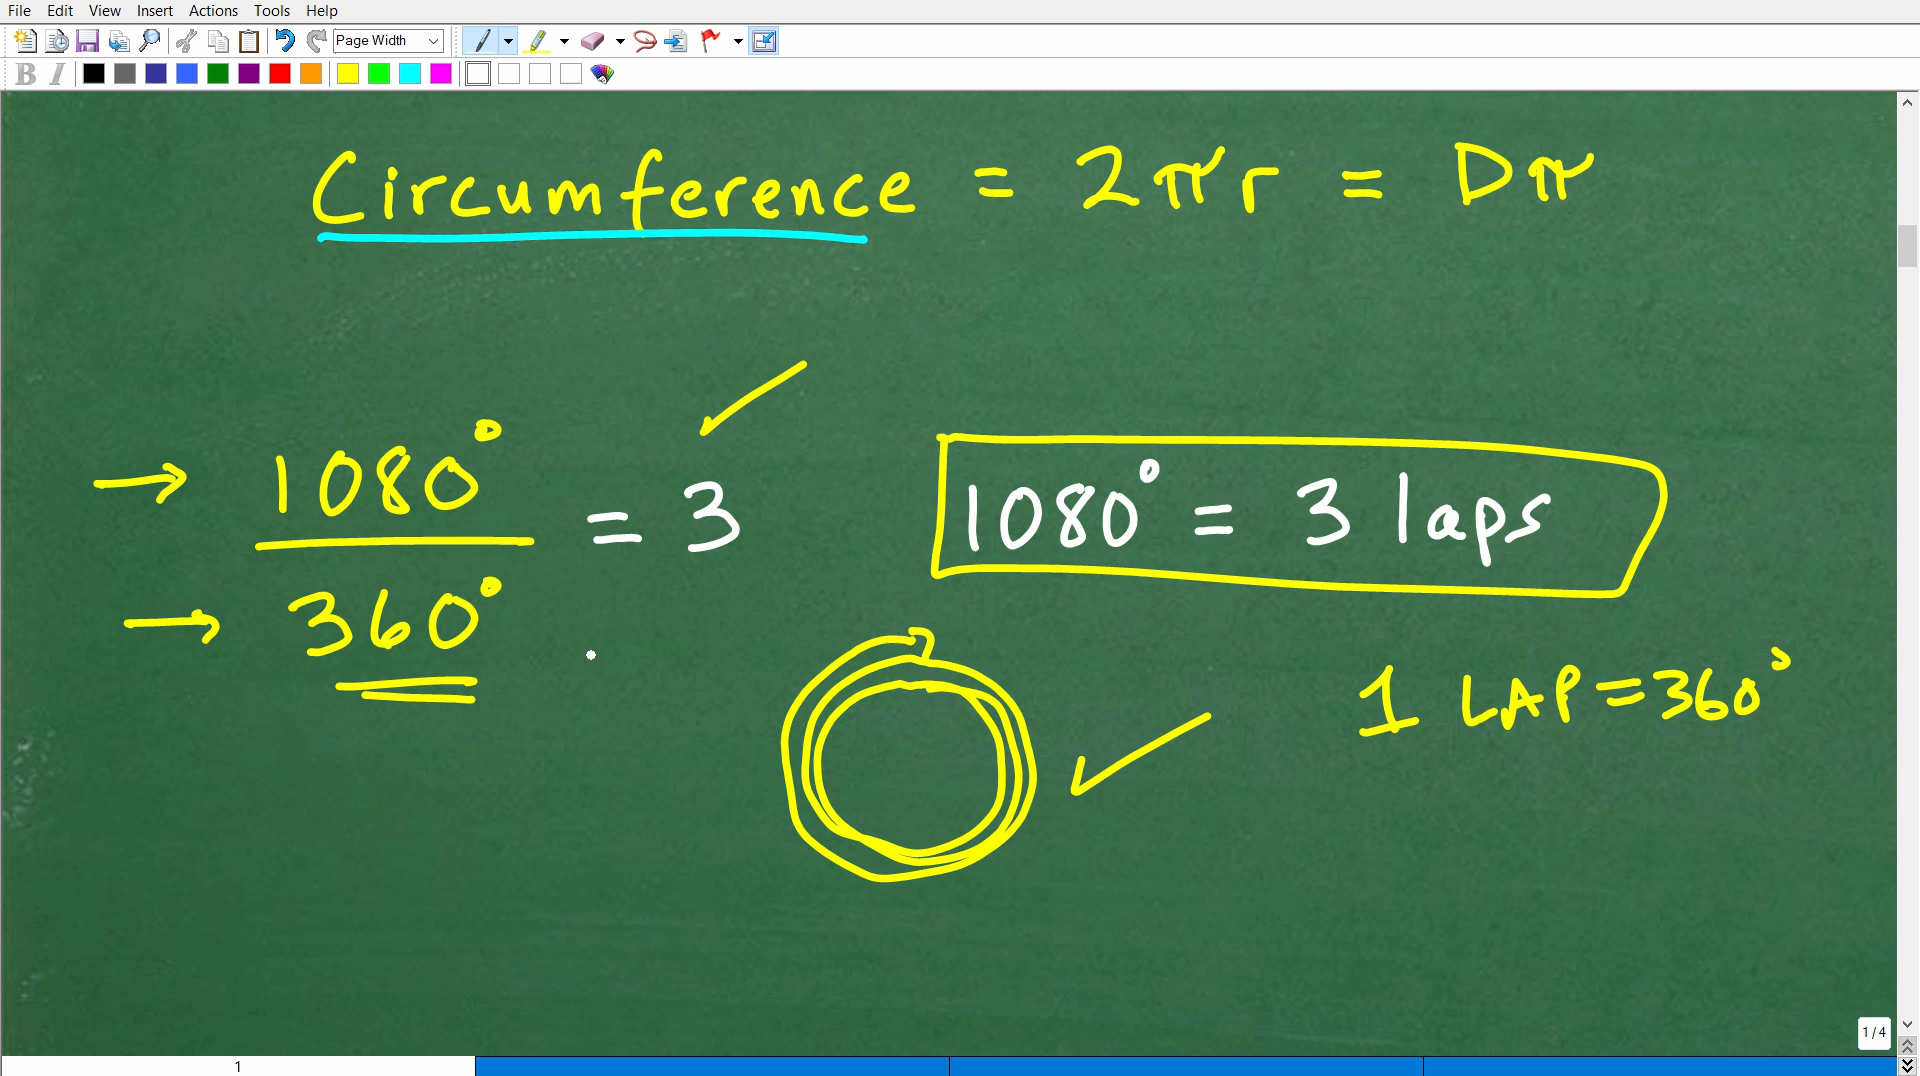 File Edit View Insert Actions Tools Help
Page Width
B I
Circumference = 2πr = Dπ
→ 1080° / → 360° = 3
1080° = 3 laps
1 LAP = 360°
1 / 4
1